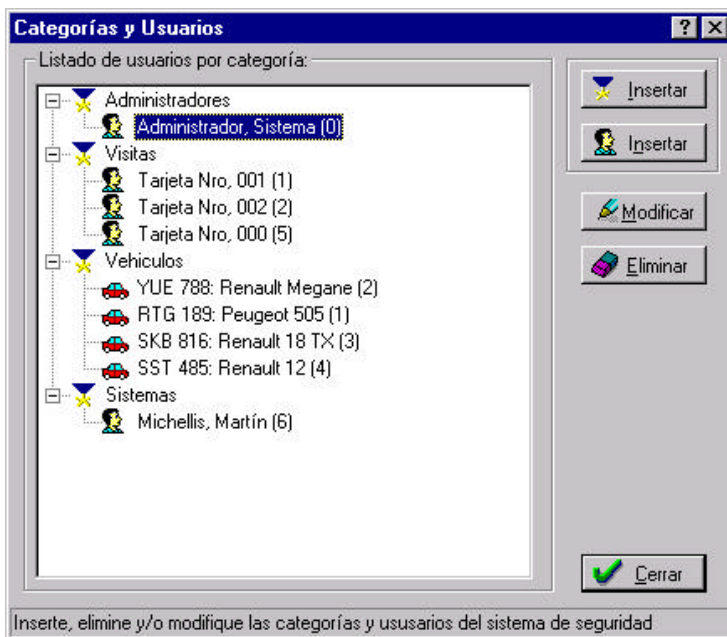 Categorías y Usuarios
Listado de usuarios por categoría:
Administradores
Administrador, Sistema (0)
Visitas
Tarjeta Nro, 001 (1)
Tarjeta Nro, 002 (2)
Tarjeta Nro, 000 (5)
Vehiculos
YUE 788: Renault Megane (2)
RTG 189: Peugeot 505 (1)
SKB 816: Renault 18 TX (3)
SST 485: Renault 12 (4)
Sistemas
Michellis, Martín (6)
Insertar
Insertar
Modificar
Eliminar
Cerrar
Inserte, elimine y/o modifique las categorías y ususarios del sistema de seguridad